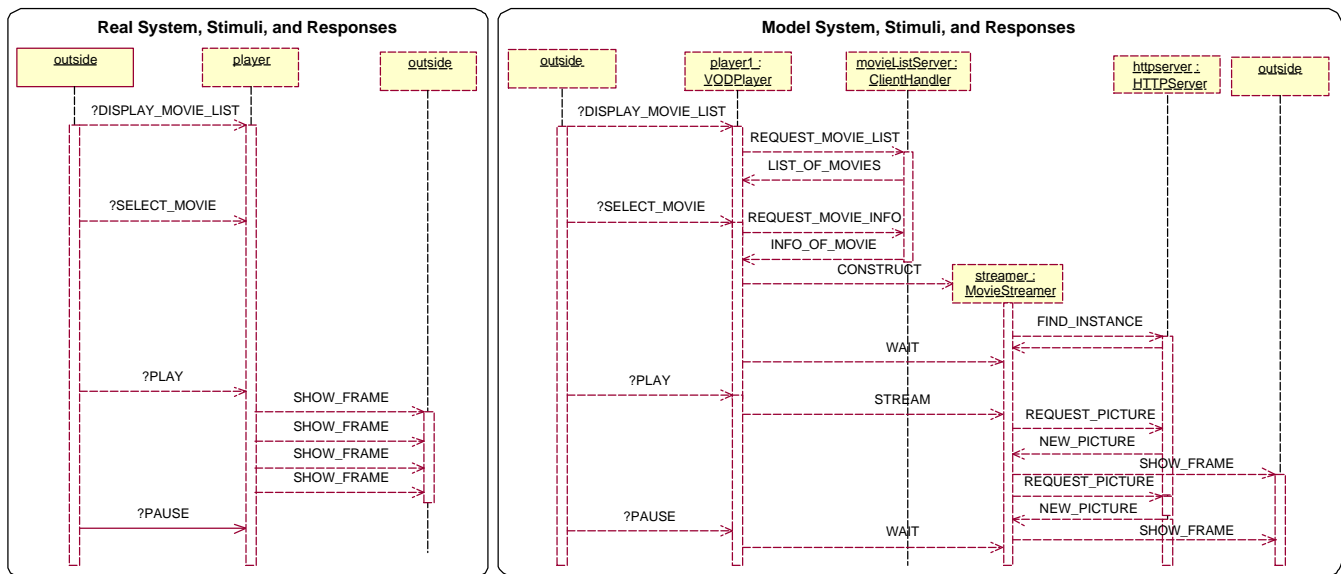 Real System, Stimuli, and Responses
outside
player
outside
?DISPLAY_MOVIE_LIST
?SELECT_MOVIE
?PLAY
SHOW_FRAME
SHOW_FRAME
SHOW_FRAME
SHOW_FRAME
?PAUSE
Model System, Stimuli, and Responses
outside
player1 :
VODPlayer
movieListServer :
ClientHandler
httpserver :
HTTPServer
outside
?DISPLAY_MOVIE_LIST
REQUEST_MOVIE_LIST
LIST_OF_MOVIES
?SELECT_MOVIE
REQUEST_MOVIE_INFO
INFO_OF_MOVIE
CONSTRUCT
streamer :
MovieStreamer
FIND_INSTANCE
WAIT
?PLAY
STREAM
REQUEST_PICTURE
NEW_PICTURE
SHOW_FRAME
REQUEST_PICTURE
NEW_PICTURE
?PAUSE
WAIT
SHOW_FRAME